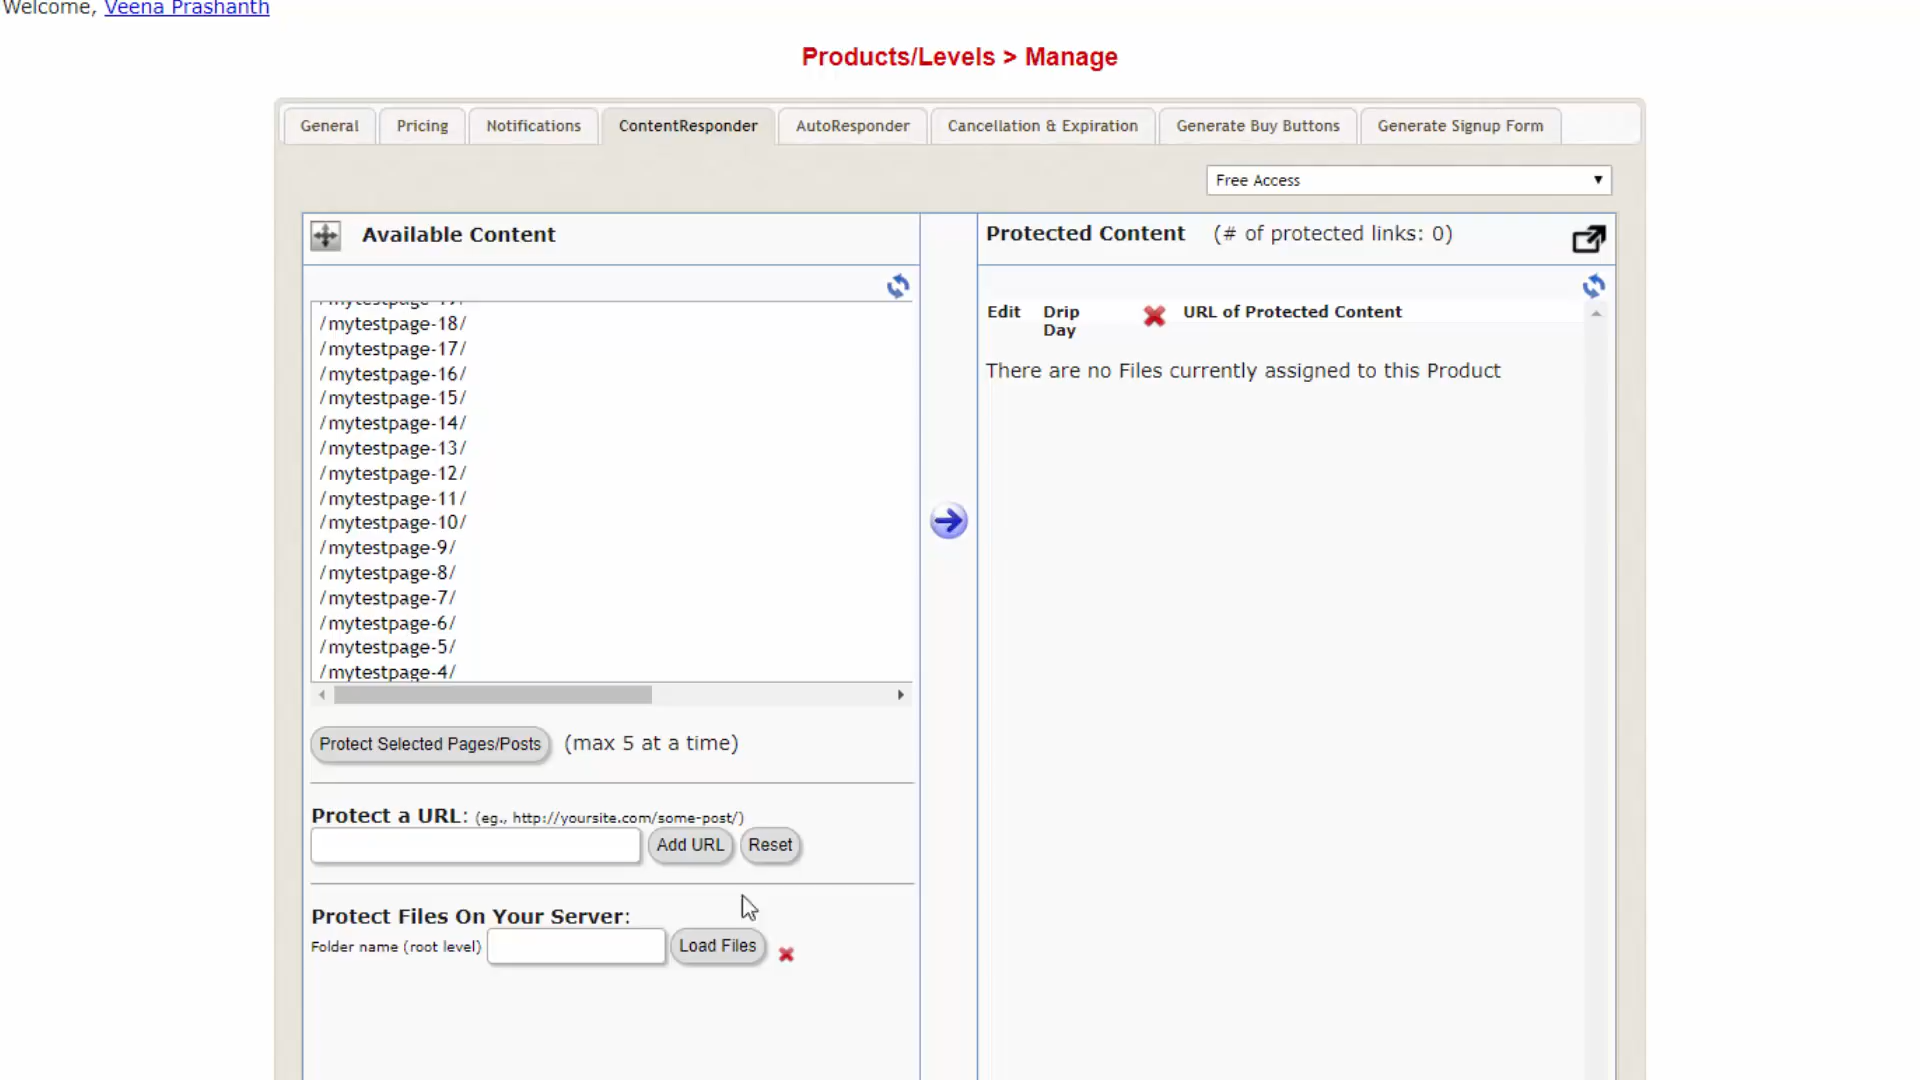 Welcome, Veena Prashanth
Products/Levels > Manage
General Pricing Notifications ContentResponder AutoResponder Cancellation & Expiration Generate Buy Buttons Generate Signup Form
Free Access
Available Content
Protected Content (# of protected links: 0)
/mytestpage-19/
/mytestpage-18/
/mytestpage-17/
/mytestpage-16/
/mytestpage-15/
/mytestpage-14/
/mytestpage-13/
/mytestpage-12/
/mytestpage-11/
/mytestpage-10/
/mytestpage-9/
/mytestpage-8/
/mytestpage-7/
/mytestpage-6/
/mytestpage-5/
/mytestpage-4/
Protect Selected Pages/Posts (max 5 at a time)
Protect a URL: (eg., http://yoursite.com/some-post/)
Add URL Reset
Protect Files On Your Server:
Folder name (root level) Load Files
Edit Drip Day URL of Protected Content
There are no Files currently assigned to this Product